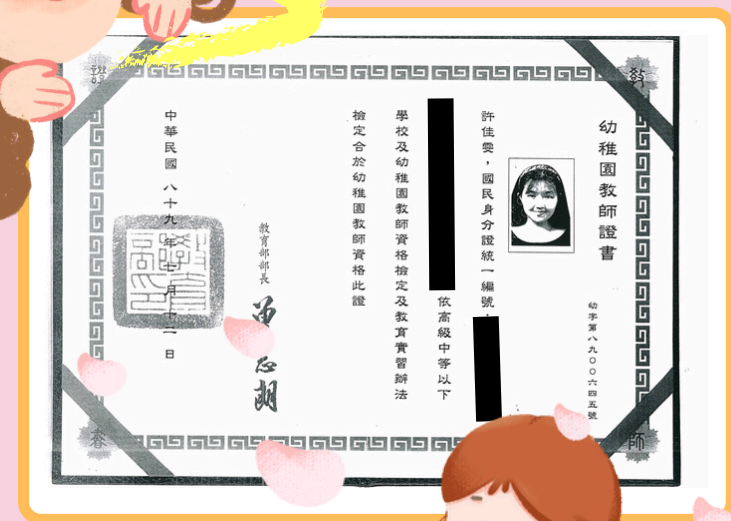 幼稚園教師證書
幼字第八九〇〇六四五號
許佳雯，國民身分證統一編號
依高級中等以下
學校及幼稚園教師資格檢定及教育實習辦法
檢定合於幼稚園教師資格此證
教育部部長
中華民國八十九年七月十二日
教
師
證